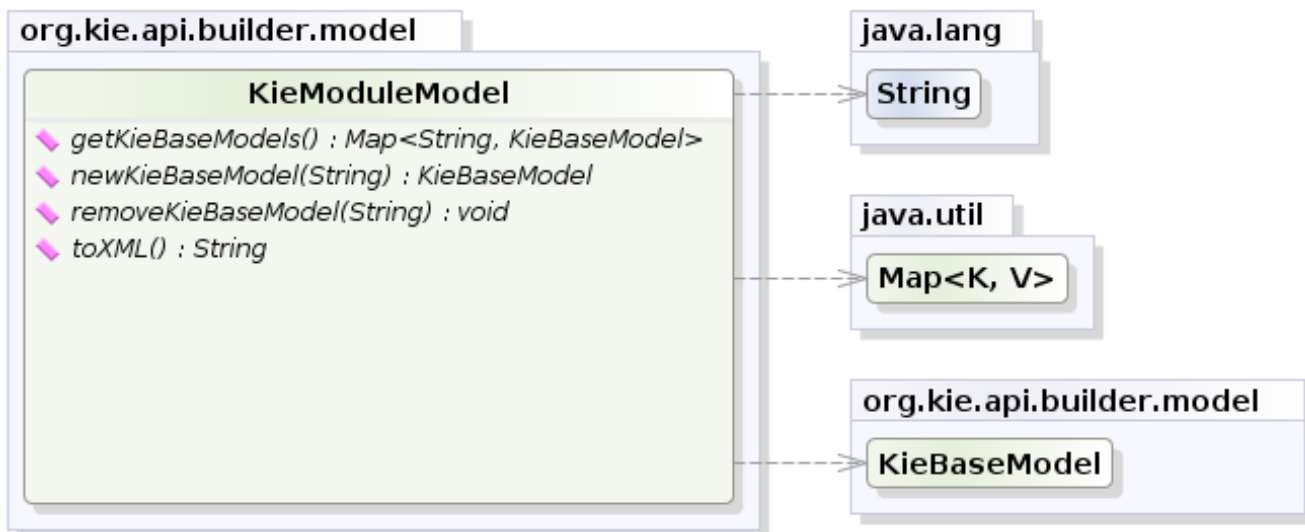 org.kie.api.builder.model
KieModuleModel
getKieBaseModels() : Map<String, KieBaseModel>
newKieBaseModel(String) : KieBaseModel
removeKieBaseModel(String) : void
toXML() : String
java.lang
String
java.util
Map<K, V>
org.kie.api.builder.model
KieBaseModel